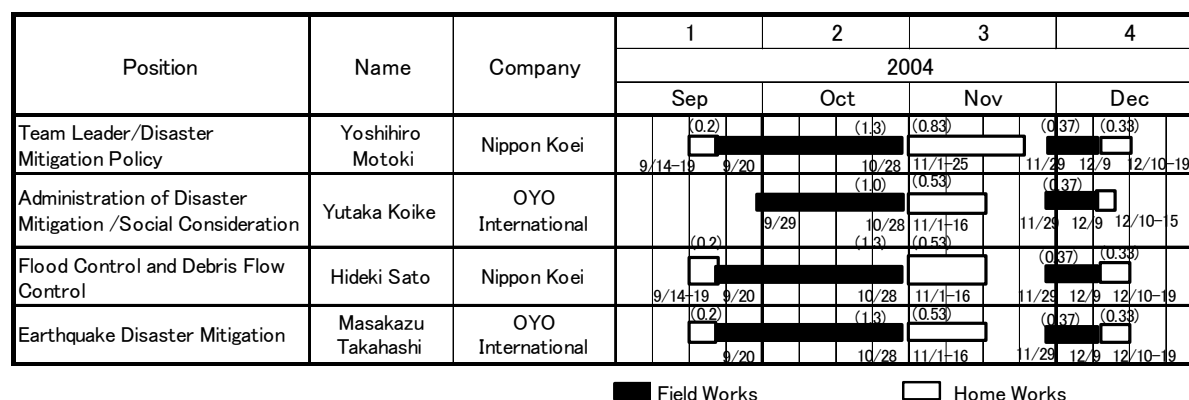 1 2 3 4
Position Name Company 2004
Sep Oct Nov Dec
Team Leader/Disaster
Mitigation Policy
Yoshihiro
Motoki
Nippon Koei
(0.2) (1.3) (0.83) (0.37) (0.33)
9/14-19 9/20 10/28 11/1-25 11/29 12/9 12/10-19
Administration of Disaster
Mitigation /Social Consideration
Yutaka Koike
OYO
International
(1.0) (0.53) (0.37)
9/29 10/28 11/1-16 11/29 12/9 12/10-15
Flood Control and Debris Flow
Control
Hideki Sato
Nippon Koei
(0.2) (1.3) (0.53) (0.37) (0.33)
9/14-19 9/20 10/28 11/1-16 11/29 12/9 12/10-19
Earthquake Disaster Mitigation
Masakazu
Takahashi
OYO
International
(0.2) (1.3) (0.53) (0.37) (0.33)
9/20 10/28 11/1-16 11/29 12/9 12/10-19
Field Works Home Works